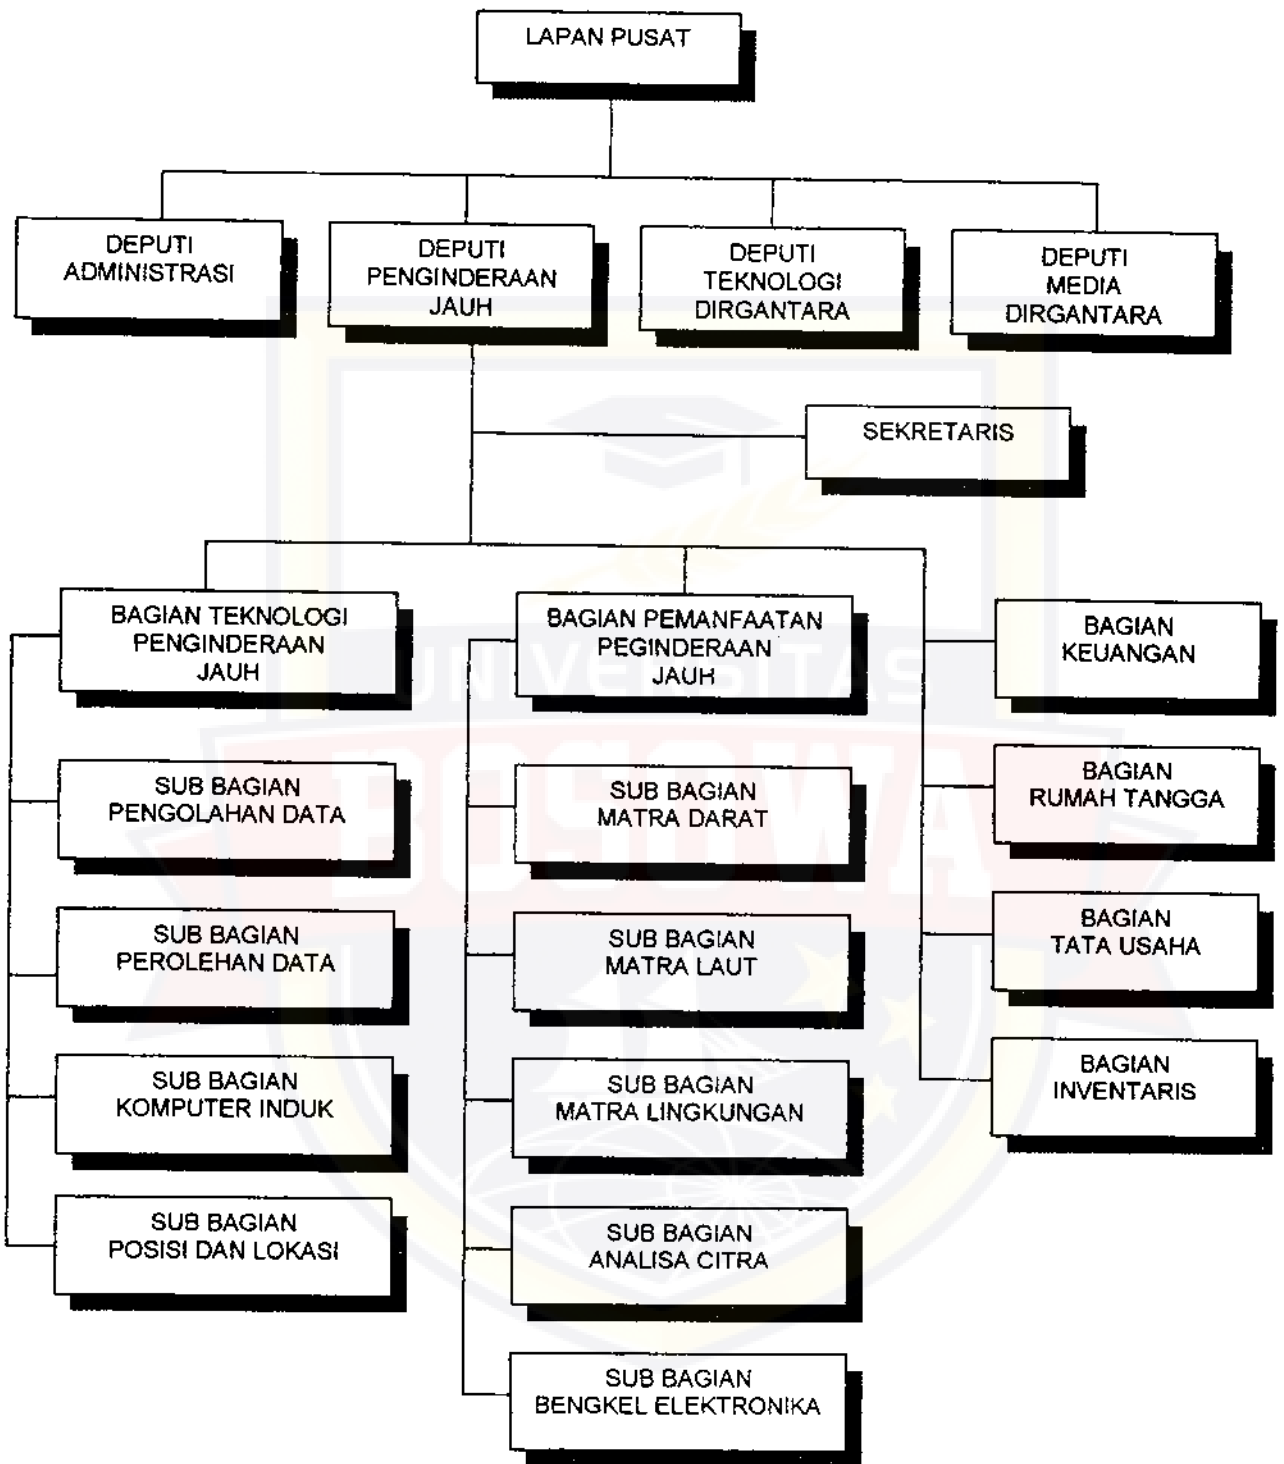 LAPAN PUSAT
DEPUTI
ADMINISTRASI
DEPUTI
PENGINDERAAN
JAUH
DEPUTI
TEKNOLOGI
DIRGANTARA
DEPUTI
MEDIA
DIRGANTARA
SEKRETARIS
BAGIAN TEKNOLOGI
PENGINDERAAN
JAUH
SUB BAGIAN
PENGOLAHAN DATA
SUB BAGIAN
PEROLEHAN DATA
SUB BAGIAN
KOMPUTER INDUK
SUB BAGIAN
POSISI DAN LOKASI
BAGIAN PEMANFAATAN
PEGINDERAAN
JAUH
SUB BAGIAN
MATRA DARAT
SUB BAGIAN
MATRA LAUT
SUB BAGIAN
MATRA LINGKUNGAN
SUB BAGIAN
ANALISA CITRA
SUB BAGIAN
BENGKEL ELEKTRONIKA
BAGIAN
KEUANGAN
BAGIAN
RUMAH TANGGA
BAGIAN
TATA USAHA
BAGIAN
INVENTARIS
UNIVERSITAS
BOSOWA